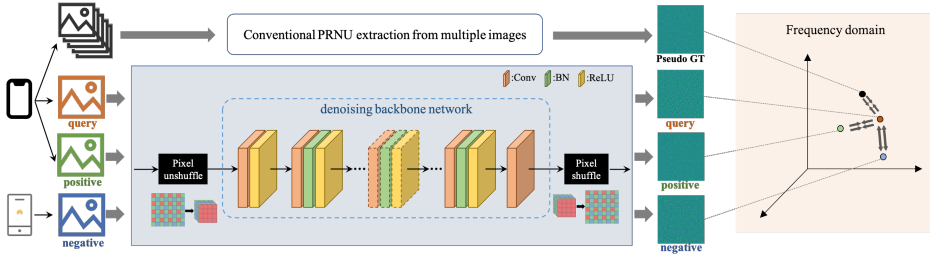 Conventional PRNU extraction from multiple images
Pseudo GT
Frequency domain
:Conv :BN :ReLU
denoising backbone network
query
query
Pixel
unshuffle
Pixel
shuffle
positive
positive
negative
negative